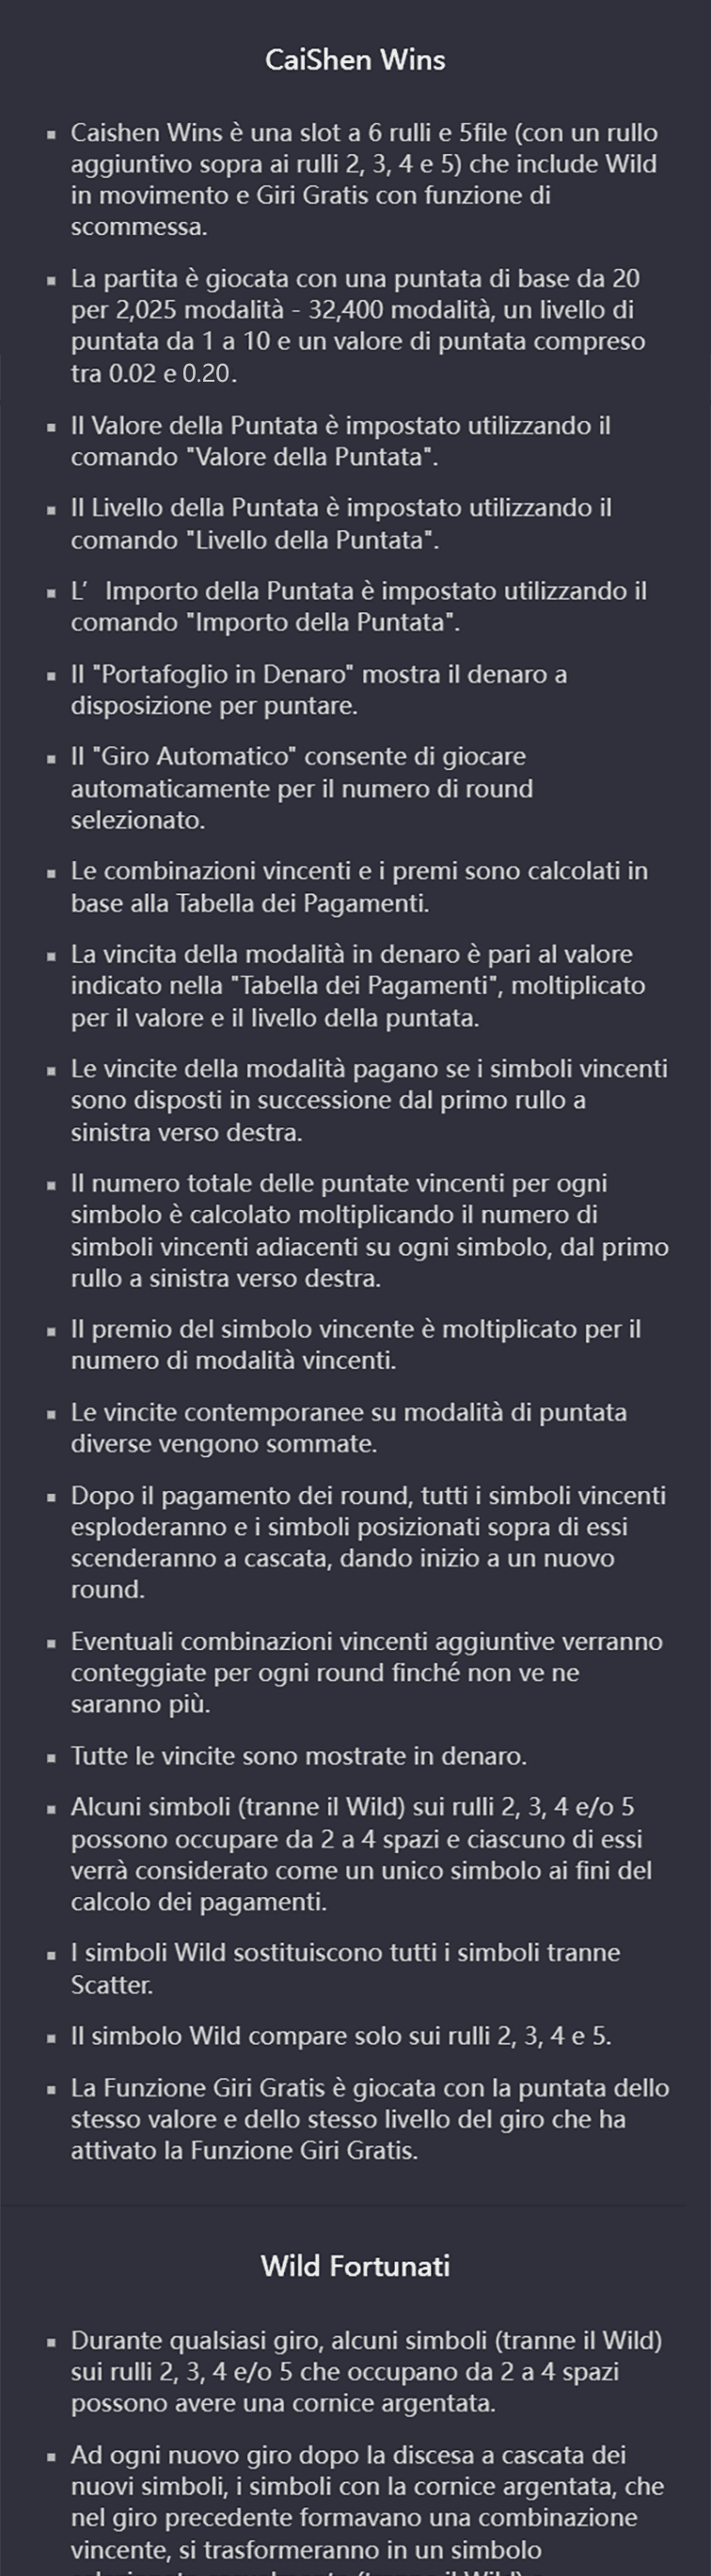 CaiShen Wins
▪ Caishen Wins è una slot a 6 rulli e 5file (con un rullo
aggiuntivo sopra ai rulli 2, 3, 4 e 5) che include Wild
in movimento e Giri Gratis con funzione di
scommessa.
▪ La partita è giocata con una puntata di base da 20
per 2,025 modalità - 32,400 modalità, un livello di
puntata da 1 a 10 e un valore di puntata compreso
tra 0.02 e 0.20.
▪ Il Valore della Puntata è impostato utilizzando il
comando "Valore della Puntata".
▪ Il Livello della Puntata è impostato utilizzando il
comando "Livello della Puntata".
▪ L’ Importo della Puntata è impostato utilizzando il
comando "Importo della Puntata".
▪ Il "Portafoglio in Denaro" mostra il denaro a
disposizione per puntare.
▪ Il "Giro Automatico" consente di giocare
automaticamente per il numero di round
selezionato.
▪ Le combinazioni vincenti e i premi sono calcolati in
base alla Tabella dei Pagamenti.
▪ La vincita della modalità in denaro è pari al valore
indicato nella "Tabella dei Pagamenti", moltiplicato
per il valore e il livello della puntata.
▪ Le vincite della modalità pagano se i simboli vincenti
sono disposti in successione dal primo rullo a
sinistra verso destra.
▪ Il numero totale delle puntate vincenti per ogni
simbolo è calcolato moltiplicando il numero di
simboli vincenti adiacenti su ogni simbolo, dal primo
rullo a sinistra verso destra.
▪ Il premio del simbolo vincente è moltiplicato per il
numero di modalità vincenti.
▪ Le vincite contemporanee su modalità di puntata
diverse vengono sommate.
▪ Dopo il pagamento dei round, tutti i simboli vincenti
esploderanno e i simboli posizionati sopra di essi
scenderanno a cascata, dando inizio a un nuovo
round.
▪ Eventuali combinazioni vincenti aggiuntive verranno
conteggiate per ogni round finché non ve ne
saranno più.
▪ Tutte le vincite sono mostrate in denaro.
▪ Alcuni simboli (tranne il Wild) sui rulli 2, 3, 4 e/o 5
possono occupare da 2 a 4 spazi e ciascuno di essi
verrà considerato come un unico simbolo ai fini del
calcolo dei pagamenti.
▪ I simboli Wild sostituiscono tutti i simboli tranne
Scatter.
▪ Il simbolo Wild compare solo sui rulli 2, 3, 4 e 5.
▪ La Funzione Giri Gratis è giocata con la puntata dello
stesso valore e dello stesso livello del giro che ha
attivato la Funzione Giri Gratis.
Wild Fortunati
▪ Durante qualsiasi giro, alcuni simboli (tranne il Wild)
sui rulli 2, 3, 4 e/o 5 che occupano da 2 a 4 spazi
possono avere una cornice argentata.
▪ Ad ogni nuovo giro dopo la discesa a cascata dei
nuovi simboli, i simboli con la cornice argentata, che
nel giro precedente formavano una combinazione
vincente, si trasformeranno in un simbolo